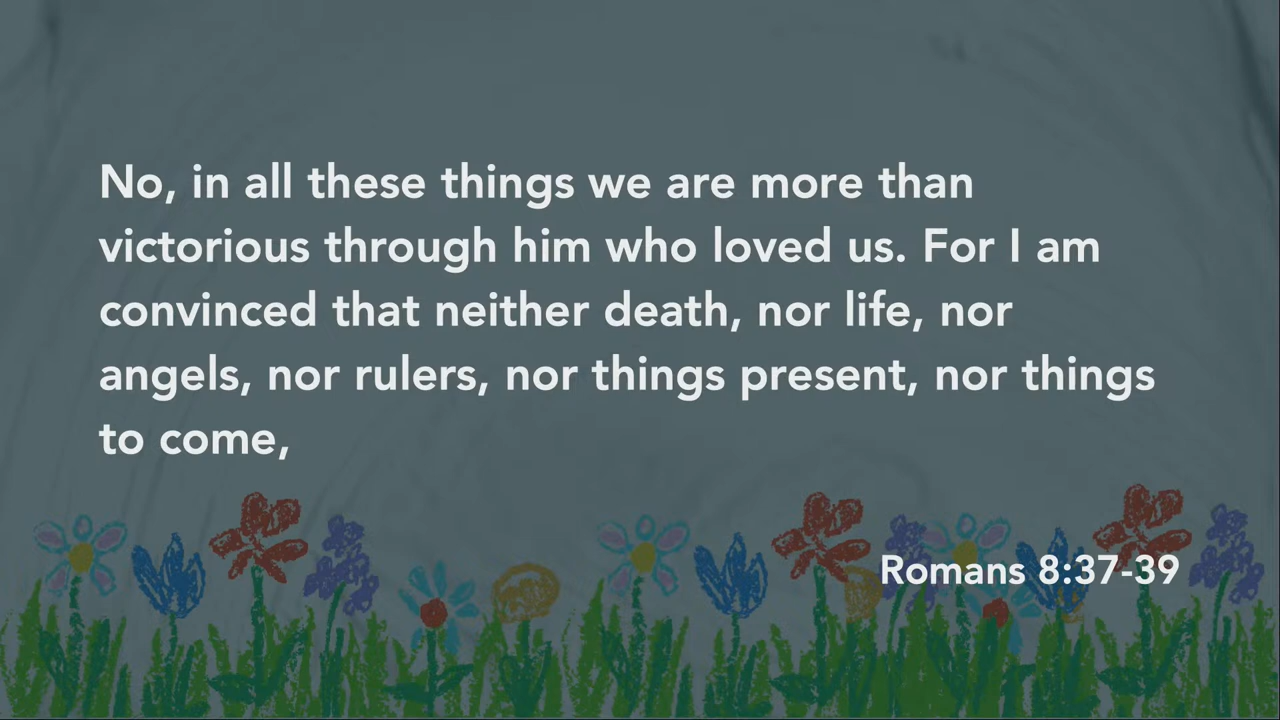 No, in all these things we are more than
victorious through him who loved us. For I am
convinced that neither death, nor life, nor
angels, nor rulers, nor things present, nor things
to come,
Romans 8:37-39